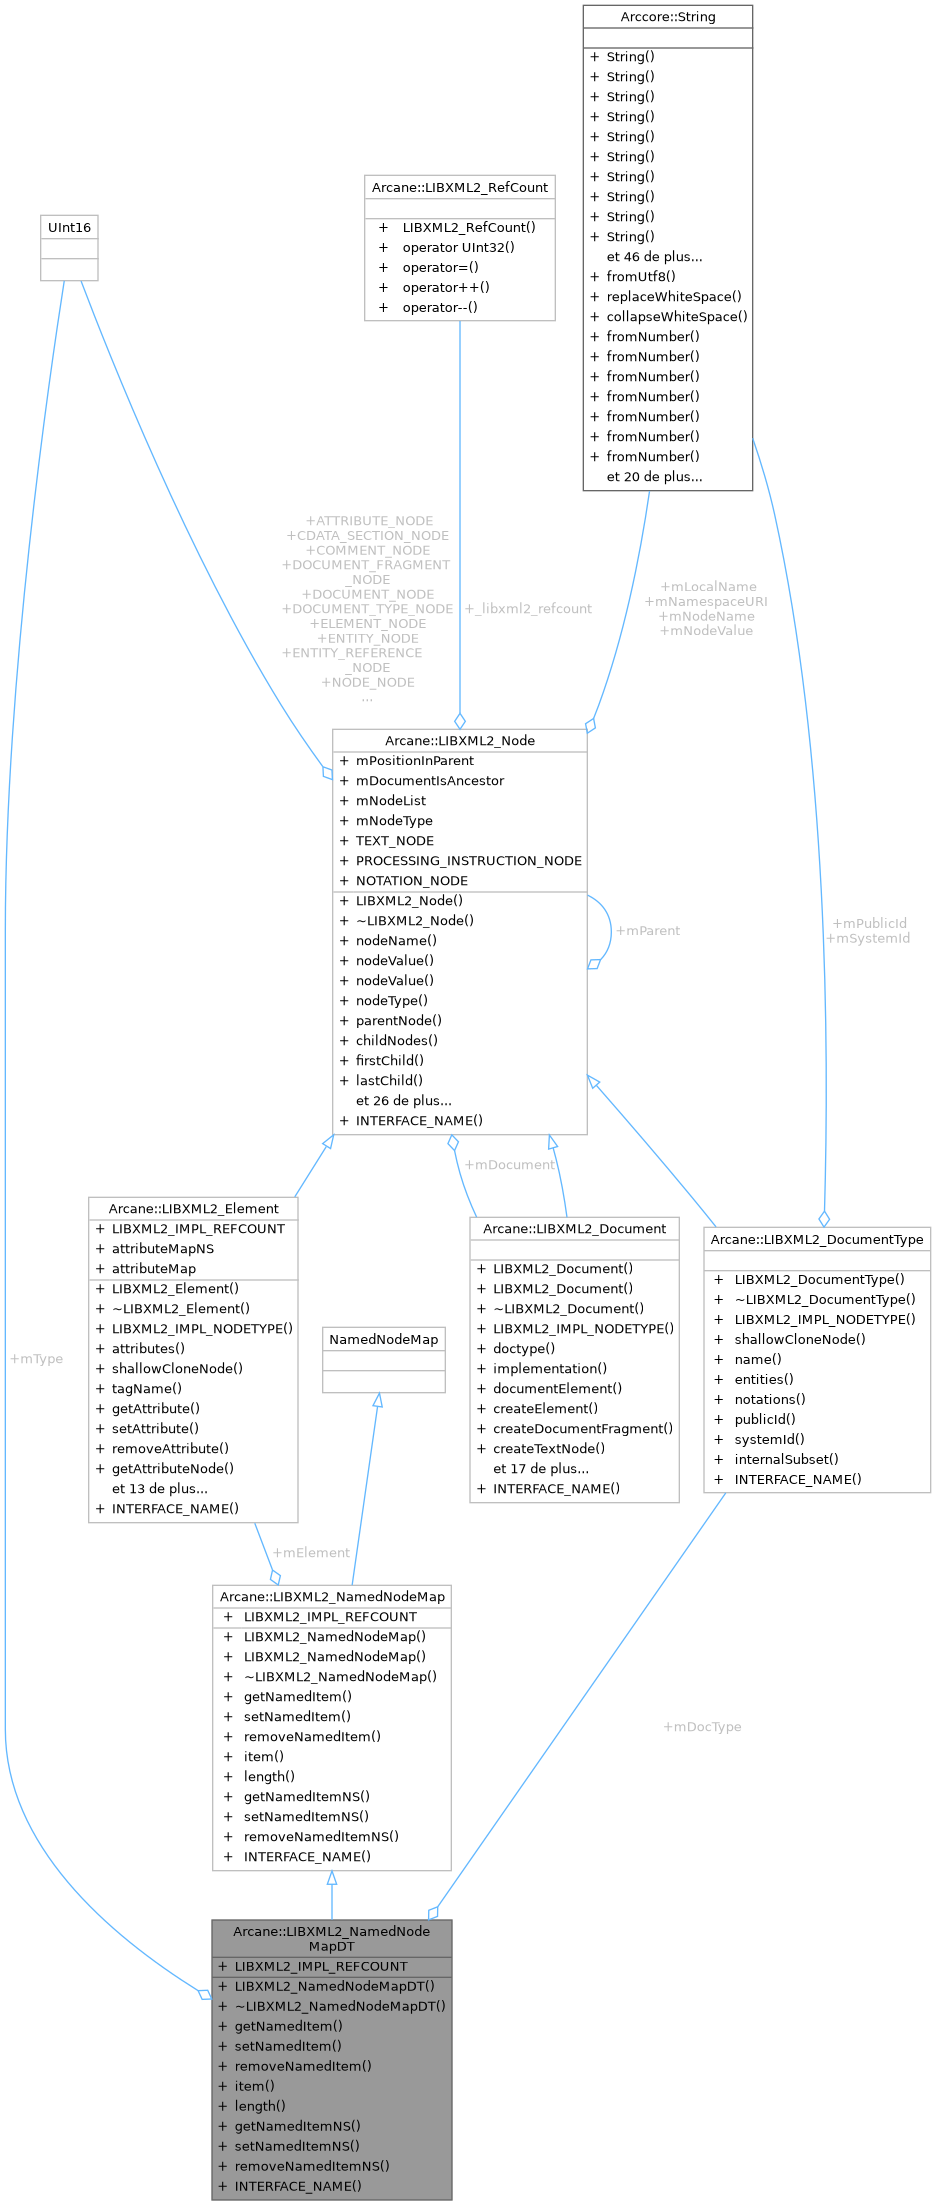 Arccore::String
+ String()
+ String()
+ String()
+ String()
+ String()
+ String()
+ String()
+ String()
+ String()
+ String()
et 46 de plus...
+ fromUtf8()
+ replaceWhiteSpace()
+ collapseWhiteSpace()
+ fromNumber()
+ fromNumber()
+ fromNumber()
+ fromNumber()
+ fromNumber()
+ fromNumber()
+ fromNumber()
et 20 de plus...
Arcane::LIBXML2_RefCount
+ LIBXML2_RefCount()
+ operator UInt32()
+ operator=()
+ operator++()
+ operator--()
UInt16
+ATTRIBUTE_NODE
+CDATA_SECTION_NODE
+COMMENT_NODE
+DOCUMENT_FRAGMENT
_NODE
+DOCUMENT_NODE
+DOCUMENT_TYPE_NODE
+ELEMENT_NODE
+ENTITY_NODE
+ENTITY_REFERENCE
_NODE
+NODE_NODE
...
+_libxml2_refcount
+mLocalName
+mNamespaceURI
+mNodeName
+mNodeValue
Arcane::LIBXML2_Node
+ mPositionInParent
+ mDocumentIsAncestor
+ mNodeList
+ mNodeType
+ TEXT_NODE
+ PROCESSING_INSTRUCTION_NODE
+ NOTATION_NODE
+ LIBXML2_Node()
+ ~LIBXML2_Node()
+ nodeName()
+ nodeValue()
+ nodeValue()
+ nodeType()
+ parentNode()
+ childNodes()
+ firstChild()
+ lastChild()
et 26 de plus...
+ INTERFACE_NAME()
+mParent
+mPublicId
+mSystemId
+mDocument
Arcane::LIBXML2_Element
+ LIBXML2_IMPL_REFCOUNT
+ attributeMapNS
+ attributeMap
+ LIBXML2_Element()
+ ~LIBXML2_Element()
+ LIBXML2_IMPL_NODETYPE()
+ attributes()
+ shallowCloneNode()
+ tagName()
+ getAttribute()
+ setAttribute()
+ removeAttribute()
+ getAttributeNode()
et 13 de plus...
+ INTERFACE_NAME()
Arcane::LIBXML2_Document
+ LIBXML2_Document()
+ LIBXML2_Document()
+ ~LIBXML2_Document()
+ LIBXML2_IMPL_NODETYPE()
+ doctype()
+ implementation()
+ documentElement()
+ createElement()
+ createDocumentFragment()
+ createTextNode()
et 17 de plus...
+ INTERFACE_NAME()
Arcane::LIBXML2_DocumentType
+ LIBXML2_DocumentType()
+ ~LIBXML2_DocumentType()
+ LIBXML2_IMPL_NODETYPE()
+ shallowCloneNode()
+ name()
+ entities()
+ notations()
+ publicId()
+ systemId()
+ internalSubset()
+ INTERFACE_NAME()
NamedNodeMap
+mType
+mElement
Arcane::LIBXML2_NamedNodeMap
+ LIBXML2_IMPL_REFCOUNT
+ LIBXML2_NamedNodeMap()
+ LIBXML2_NamedNodeMap()
+ ~LIBXML2_NamedNodeMap()
+ getNamedItem()
+ setNamedItem()
+ removeNamedItem()
+ item()
+ length()
+ getNamedItemNS()
+ setNamedItemNS()
+ removeNamedItemNS()
+ INTERFACE_NAME()
+mDocType
Arcane::LIBXML2_NamedNode
MapDT
+ LIBXML2_IMPL_REFCOUNT
+ LIBXML2_NamedNodeMapDT()
+ ~LIBXML2_NamedNodeMapDT()
+ getNamedItem()
+ setNamedItem()
+ removeNamedItem()
+ item()
+ length()
+ getNamedItemNS()
+ setNamedItemNS()
+ removeNamedItemNS()
+ INTERFACE_NAME()